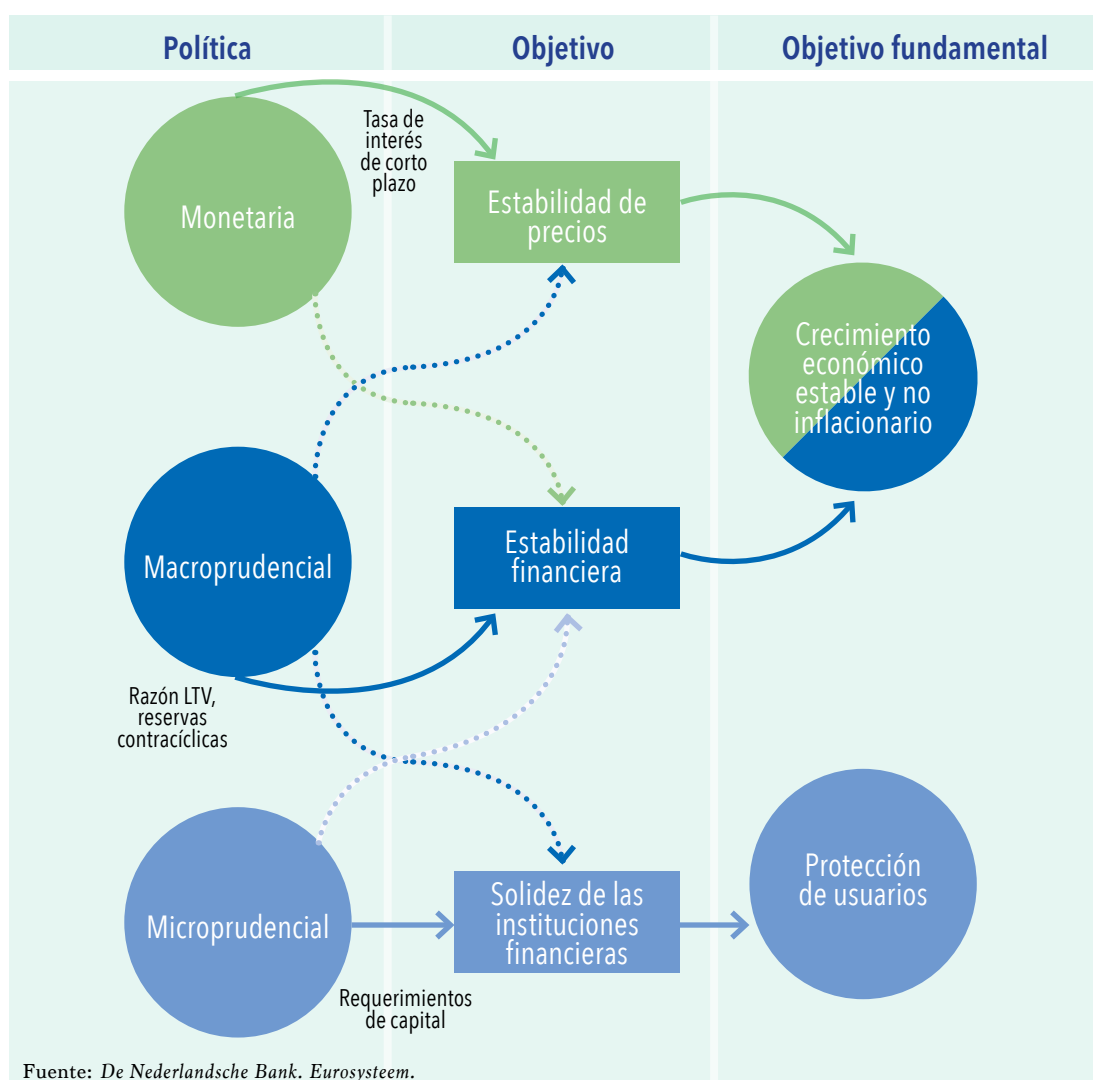 Política
Objetivo
Objetivo fundamental
Tasa de
interés
de corto
plazo
Monetaria
Estabilidad de
precios
Crecimiento
económico
estable y no
inflacionario
Macroprudencial
Estabilidad
financiera
Razón LTV,
reservas
contracíclicas
Microprudencial
Solidez de las
instituciones
financieras
Protección
de usuarios
Requerimientos
de capital
Fuente: De Nederlandsche Bank. Eurosysteem.